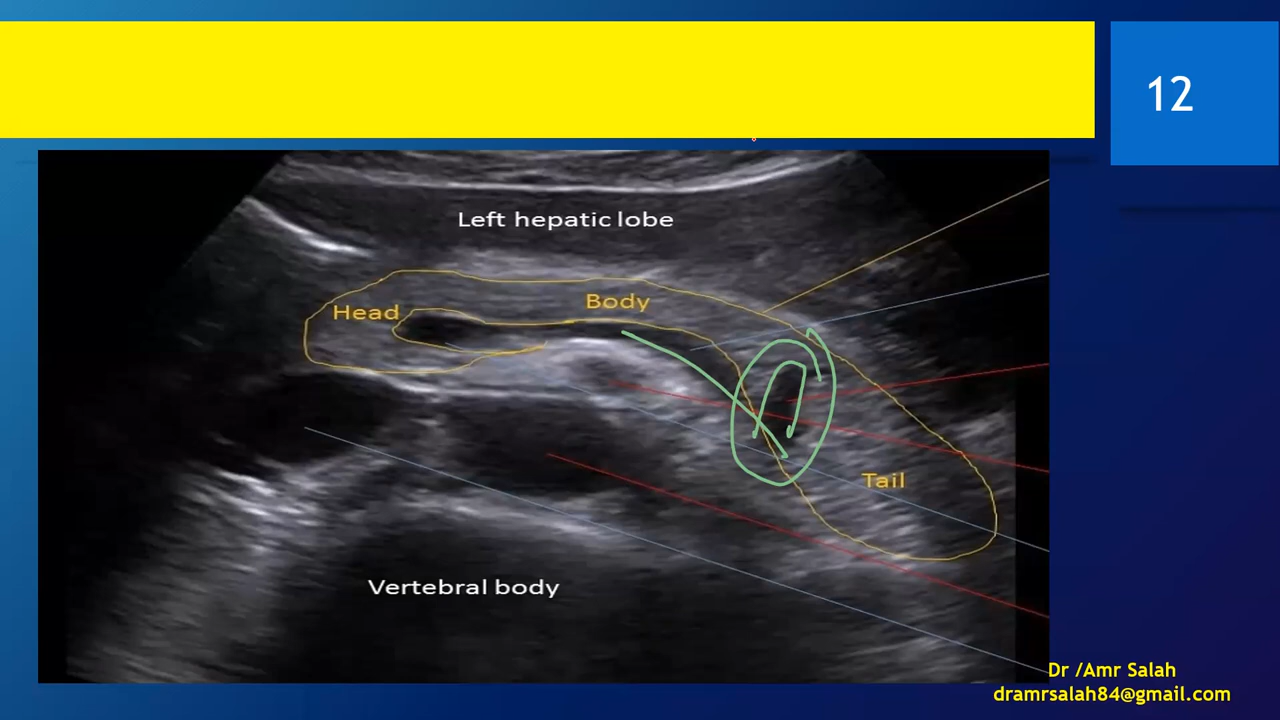 12
Left hepatic lobe
Body
Head
Tail
Vertebral body
Dr /Amr Salah
dramrsalah84@gmail.com